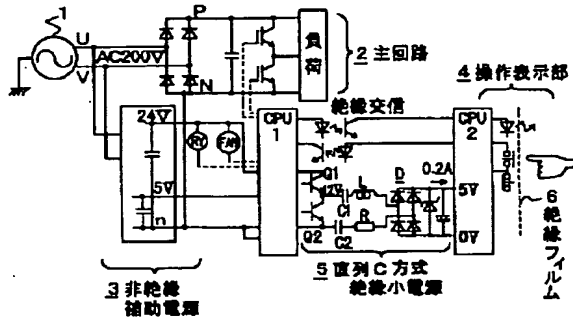 1
U
V
AC200V
P
N
負荷
2 主回路
24V
RY
FAN
5V
n
3 非絶縁
補助電源
CPU
1
絶縁交信
Q1
12V
C1
L
Q2
C2
R
D
0.2A
5V
0V
CPU
2
4 操作表示部
5 直列C方式
絶縁小電源
6 絶縁フィルム